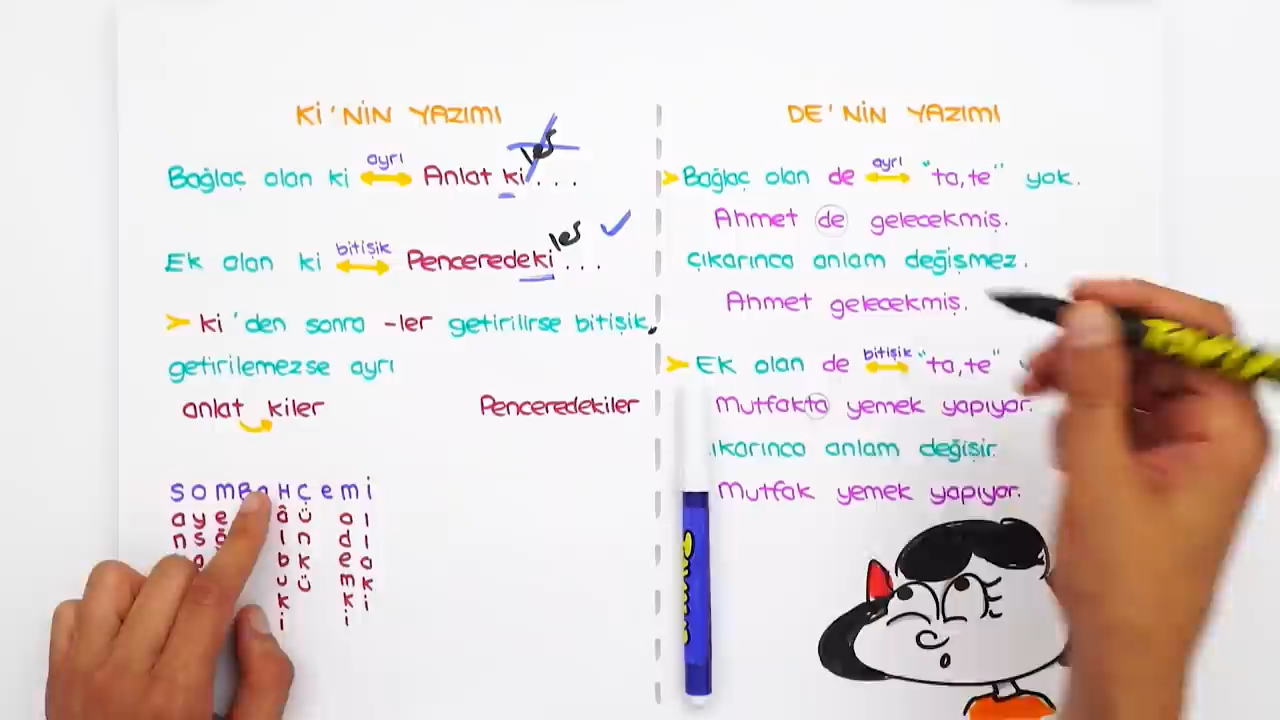 Kİ'NİN YAZIMI
Bağlaç olan ki ayrı Anlat ki ler ...
Ek olan ki bitişik Penceredeki ler ...
ki'den sonra -ler getirilirse bitişik,
getirilemezse ayrı
anlat kiler Penceredekiler
SOMBAHÇemi
DE'NİN YAZIMI
Bağlaç olan de ayrı "ta,te" yok.
Ahmet de gelecekmiş.
Çıkarınca anlam değişmez.
Ahmet gelecekmiş.
Ek olan de bitişik "ta,te"
Mutfakta yemek yapıyor.
ıkarınca anlam değişir.
Mutfak yemek yapıyor.